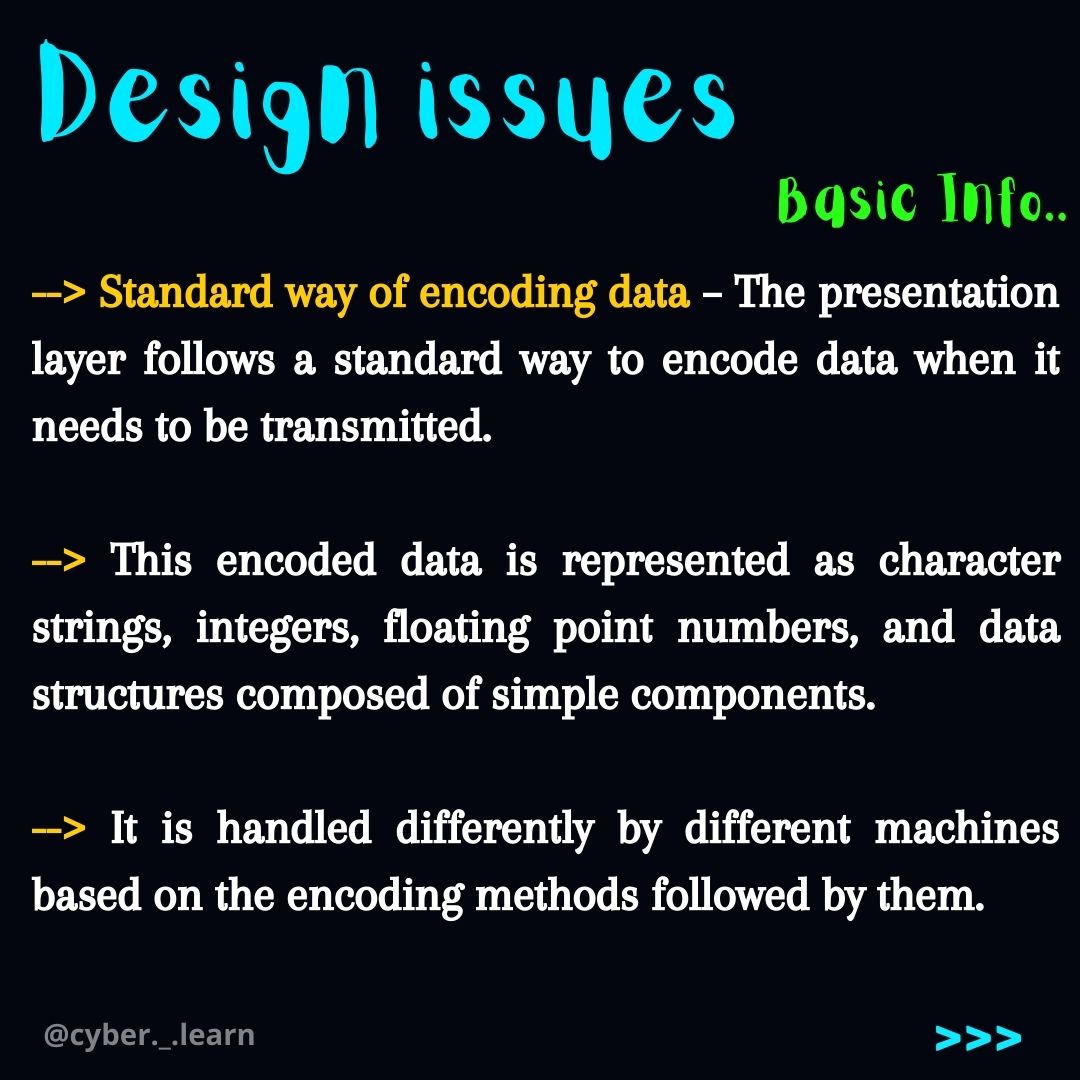 Design issues
Basic Info..
--> Standard way of encoding data – The presentation
layer follows a standard way to encode data when it
needs to be transmitted.
--> This encoded data is represented as character
strings, integers, floating point numbers, and data
structures composed of simple components.
--> It is handled differently by different machines
based on the encoding methods followed by them.
@cyber._.learn
>>>